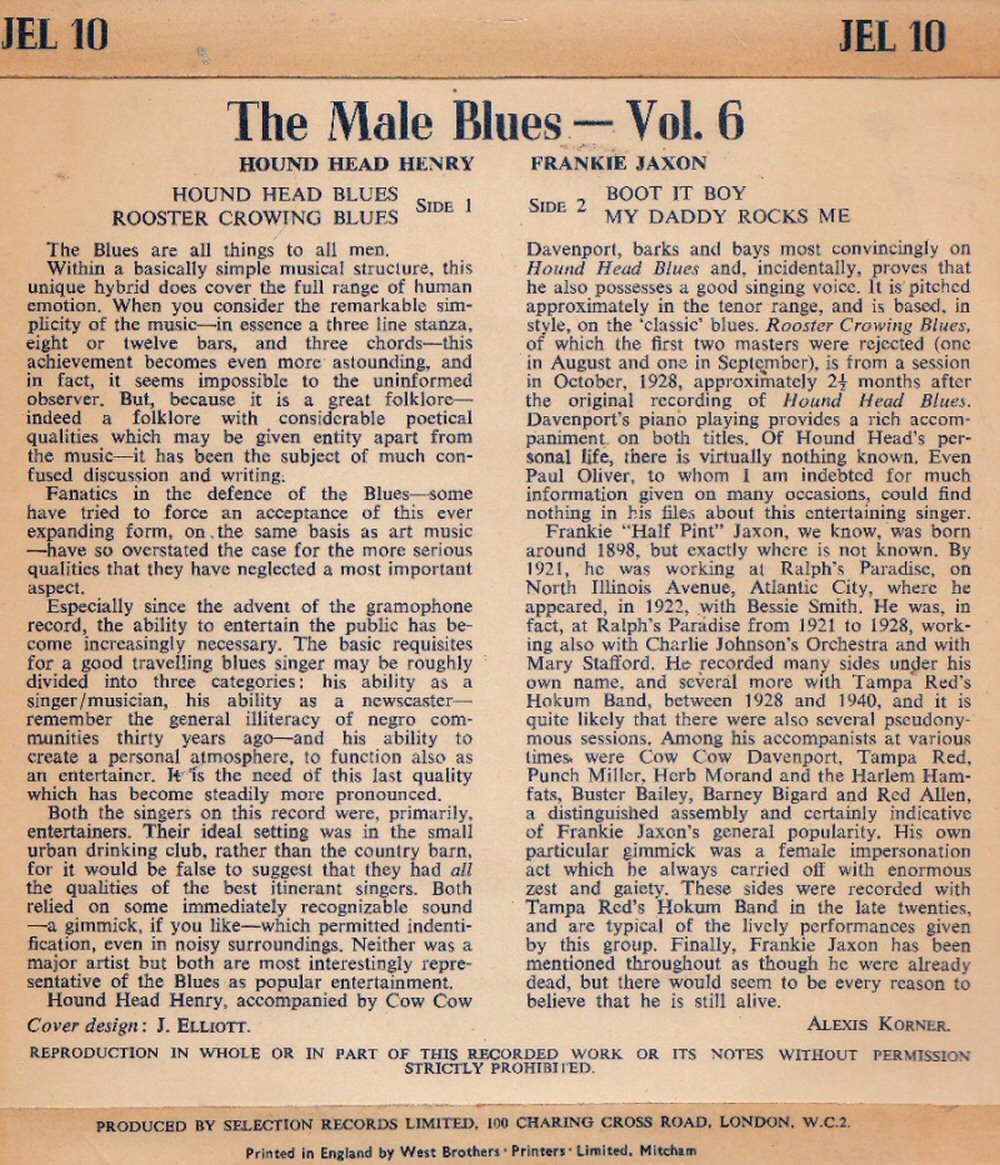 JEL 10 JEL 10
The Male Blues — Vol. 6
HOUND HEAD HENRY FRANKIE JAXON
HOUND HEAD BLUES
ROOSTER CROWING BLUES
SIDE 1
SIDE 2
BOOT IT BOY
MY DADDY ROCKS ME
The Blues are all things to all men.
Within a basically simple musical structure, this
unique hybrid does cover the full range of human
emotion. When you consider the remarkable sim-
plicity of the music—in essence a three line stanza,
eight or twelve bars, and three chords—this
achievement becomes even more astounding, and
in fact, it seems impossible to the uninformed
observer. But, because it is a great folklore—
indeed a folklore with considerable poetical
qualities which may be given entity apart from
the music—it has been the subject of much con-
fused discussion and writing.
Fanatics in the defence of the Blues—some
have tried to force an acceptance of this ever
expanding form, on the same basis as art music
—have so overstated the case for the more serious
qualities that they have neglected a most important
aspect.
Especially since the advent of the gramophone
record, the ability to entertain the public has be-
come increasingly necessary. The basic requisites
for a good travelling blues singer may be roughly
divided into three categories: his ability as a
singer/musician, his ability as a newscaster—
remember the general illiteracy of negro com-
munities thirty years ago—and his ability to
create a personal atmosphere, to function also as
an entertainer. It is the need of this last quality
which has become steadily more pronounced.
Both the singers on this record were, primarily,
entertainers. Their ideal setting was in the small
urban drinking club, rather than the country barn,
for it would be false to suggest that they had all
the qualities of the best itinerant singers. Both
relied on some immediately recognizable sound
—a gimmick, if you like—which permitted indenti-
fication, even in noisy surroundings. Neither was a
major artist but both are most interestingly repre-
sentative of the Blues as popular entertainment.
Hound Head Henry, accompanied by Cow Cow
Davenport, barks and bays most convincingly on
Hound Head Blues and, incidentally, proves that
he also possesses a good singing voice. It is pitched
approximately in the tenor range, and is based, in
style, on the 'classic' blues. Rooster Crowing Blues,
of which the first two masters were rejected (one
in August and one in September), is from a session
in October, 1928, approximately 2½ months after
the original recording of Hound Head Blues.
Davenport's piano playing provides a rich accom-
paniment on both titles. Of Hound Head's per-
sonal life, there is virtually nothing known. Even
Paul Oliver, to whom I am indebted for much
information given on many occasions, could find
nothing in his files about this entertaining singer.
Frankie "Half Pint" Jaxon, we know, was born
around 1898, but exactly where is not known. By
1921, he was working at Ralph's Paradise, on
North Illinois Avenue, Atlantic City, where he
appeared, in 1922, with Bessie Smith. He was, in
fact, at Ralph's Paradise from 1921 to 1928, work-
ing also with Charlie Johnson's Orchestra and with
Mary Stafford. He recorded many sides under his
own name, and several more with Tampa Red's
Hokum Band, between 1928 and 1940, and it is
quite likely that there were also several pseudony-
mous sessions. Among his accompanists at various
times were Cow Cow Davenport, Tampa Red,
Punch Miller, Herb Morand and the Harlem Ham-
fats, Buster Bailey, Barney Bigard and Red Allen,
a distinguished assembly and certainly indicative
of Frankie Jaxon's general popularity. His own
particular gimmick was a female impersonation
act which he always carried off with enormous
zest and gaiety. These sides were recorded with
Tampa Red's Hokum Band in the late twenties,
and are typical of the lively performances given
by this group. Finally, Frankie Jaxon has been
mentioned throughout as though he were already
dead, but there would seem to be every reason to
believe that he is still alive.
Cover design: J. ELLIOTT. ALEXIS KORNER.
REPRODUCTION IN WHOLE OR IN PART OF THIS RECORDED WORK OR ITS NOTES WITHOUT PERMISSION
STRICTLY PROHIBITED.
PRODUCED BY SELECTION RECORDS LIMITED, 100 CHARING CROSS ROAD, LONDON, W.C.2.
Printed in England by West Brothers · Printers · Limited, Mitcham